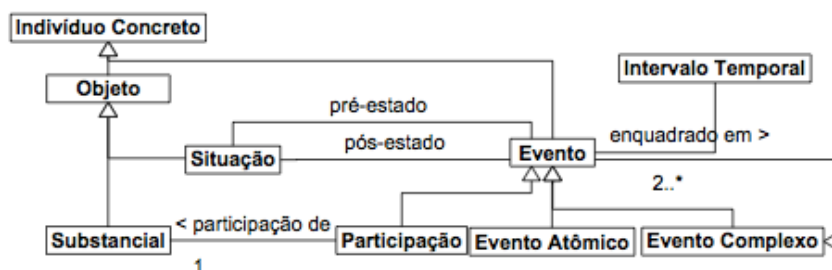 Indivíduo Concreto
Objeto
Intervalo Temporal
pré-estado
pós-estado
enquadrado em >
Situação
Evento
2..*
< participação de
Substancial
Participação
Evento Atômico
Evento Complexo
1